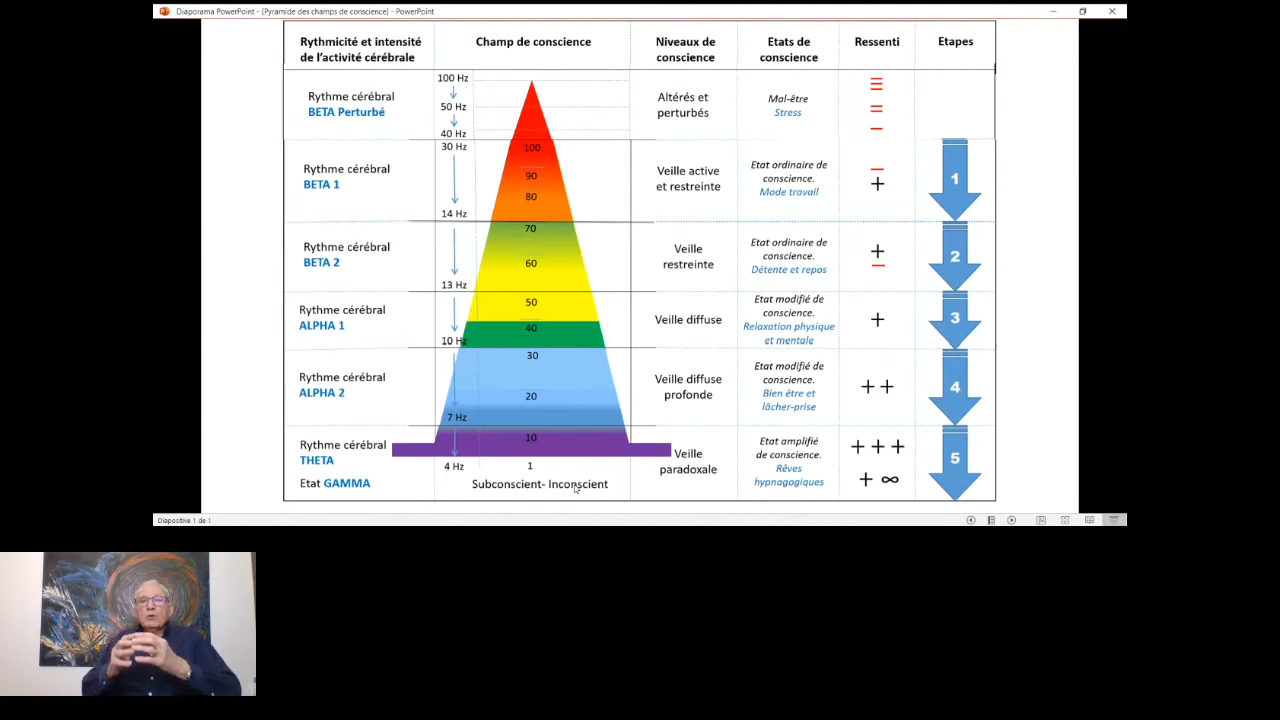 Diaporama PowerPoint - [Pyramide des champs de conscience] - PowerPoint
Rythmicité et intensité
de l'activité cérébrale
Champ de conscience
Niveaux de
conscience
Etats de
conscience
Ressenti
Etapes
Rythme cérébral
BETA Perturbé
100 Hz
50 Hz
40 Hz
Altérés et
perturbés
Mal-être
Stress
Rythme cérébral
BETA 1
30 Hz
14 Hz
100
90
80
Veille active
et restreinte
Etat ordinaire de
conscience.
Mode travail
+
1
Rythme cérébral
BETA 2
13 Hz
70
60
Veille
restreinte
Etat ordinaire de
conscience.
Détente et repos
+
2
Rythme cérébral
ALPHA 1
10 Hz
50
40
Veille diffuse
Etat modifié de
conscience.
Relaxation physique
et mentale
+
3
Rythme cérébral
ALPHA 2
7 Hz
30
20
Veille diffuse
profonde
Etat modifié de
conscience.
Bien être et
lâcher-prise
++
4
Rythme cérébral
THETA
Etat GAMMA
4 Hz
10
1
Subconscient- Inconscient
Veille
paradoxale
Etat amplifié
de conscience.
Rêves
hypnagogiques
+++
+ ∞
5
Diapositive 1 de 1